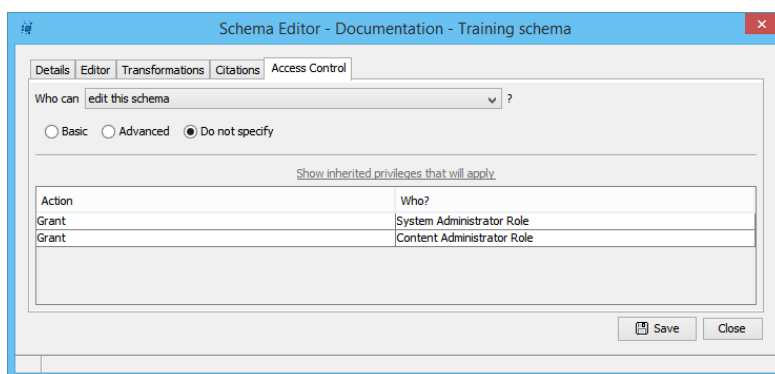 Schema Editor - Documentation - Training schema
Details Editor Transformations Citations Access Control
Who can edit this schema ?
Basic Advanced Do not specify
Show inherited privileges that will apply
Action Who?
Grant System Administrator Role
Grant Content Administrator Role
Save Close